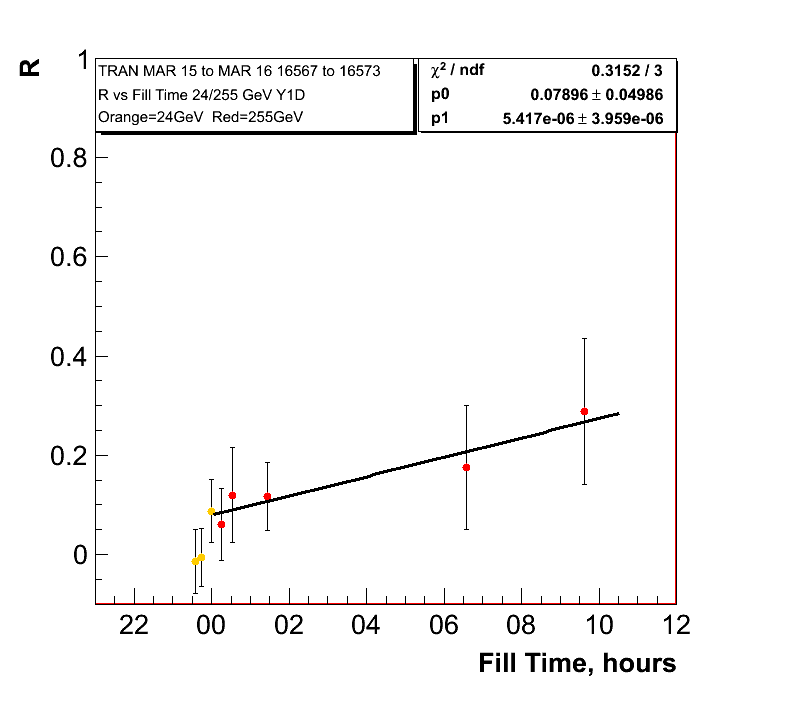 R
TRAN MAR 15 to MAR 16 16567 to 16573
R vs Fill Time 24/255 GeV Y1D
Orange=24GeV  Red=255GeV
χ² / ndf 0.3152 / 3
p0 0.07896 ± 0.04986
p1 5.417e-06 ± 3.959e-06
1
0.8
0.6
0.4
0.2
0
22 00 02 04 06 08 10 12
Fill Time, hours